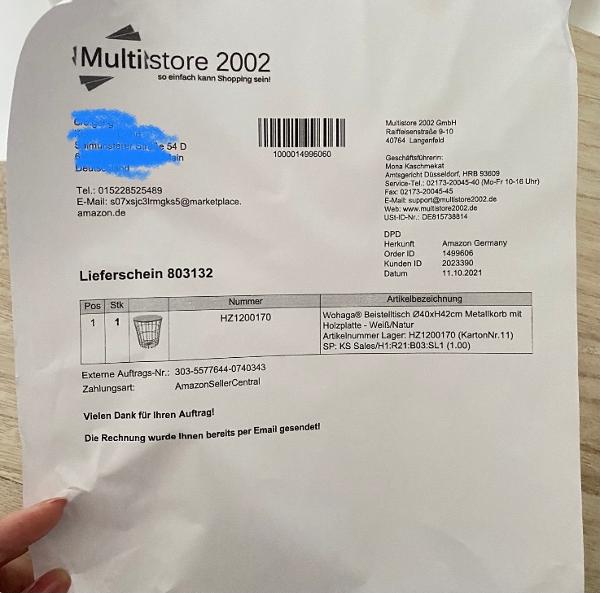 Multistore 2002
so einfach kann Shopping sein!
54 D
Deutschland
Tel.: 015228525489
E-Mail: s07xsjc3lmgks5@marketplace.
amazon.de
1000014996060
Multistore 2002 GmbH
Raiffeisenstraße 9-10
40764 Langenfeld
Geschäftsführerin:
Mona Kaschmekat
Amtsgericht Düsseldorf, HRB 93609
Service-Tel.: 02173-20045-40 (Mo-Fr 10-16 Uhr)
Fax: 02173-20045-45
E-Mail: support@multistore2002.de
Web: www.multistore2002.de
USt-ID-Nr.: DE815738814
DPD
Herkunft Amazon Germany
Order ID 1499606
Kunden ID 2023390
Datum 11.10.2021
Lieferschein 803132
Pos Stk Nummer Artikelbezeichnung
1 1 HZ1200170 Wohaga® Beistelltisch Ø40xH42cm Metallkorb mit
Holzplatte - Weiß/Natur
Artikelnummer Lager: HZ1200170 (KartonNr.11)
SP: KS Sales/H1:R21:B03:SL1 (1.00)
Externe Auftrags-Nr.: 303-5577644-0740343
Zahlungsart: AmazonSellerCentral
Vielen Dank für Ihren Auftrag!
Die Rechnung wurde Ihnen bereits per Email gesendet!